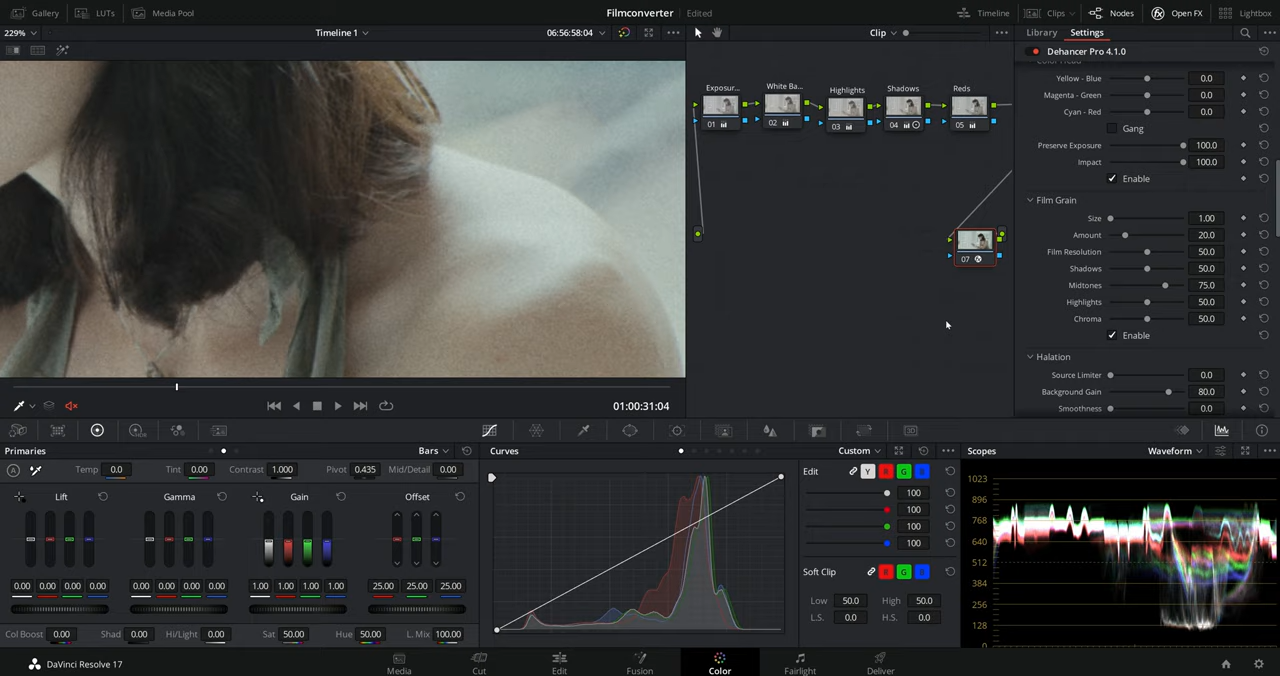 Gallery LUTs Media Pool Filmconverter Edited Timeline Clips Nodes Open FX Lightbox
229% Timeline 1 06:56:58:04 Clip Library Settings
Dehancer Pro 4.1.0
Yellow - Blue 0.0
Exposur... White Ba... Highlights Shadows Reds
Magenta - Green 0.0
Cyan - Red 0.0
01 02 03 04 05
Gang
Preserve Exposure 100.0
Impact 100.0
Enable
Film Grain
Size 1.00
Amount 20.0
Film Resolution 50.0
07
Shadows 50.0
Midtones 75.0
Highlights 50.0
Chroma 50.0
Enable
Halation
Source Limiter 0.0
Background Gain 80.0
Smoothness 0.0
01:00:31:04
Primaries Bars Curves Custom Scopes Waveform
Temp 0.0 Tint 0.00 Contrast 1.000 Pivot 0.435 Mid/Detail 0.00
Edit Y R G B
Lift Gamma Gain Offset
100
100
100
100
Soft Clip R G B
0.00 0.00 0.00 0.00 0.00 0.00 0.00 0.00 1.00 1.00 1.00 1.00 25.00 25.00 25.00
Low 50.0 High 50.0
L.S. 0.0 H.S. 0.0
Col Boost 0.00 Shad 0.00 Hi/Light 0.00 Sat 50.00 Hue 50.00 L. Mix 100.00
1023
896
768
640
512
384
256
128
0
DaVinci Resolve 17 Media Cut Edit Fusion Color Fairlight Deliver